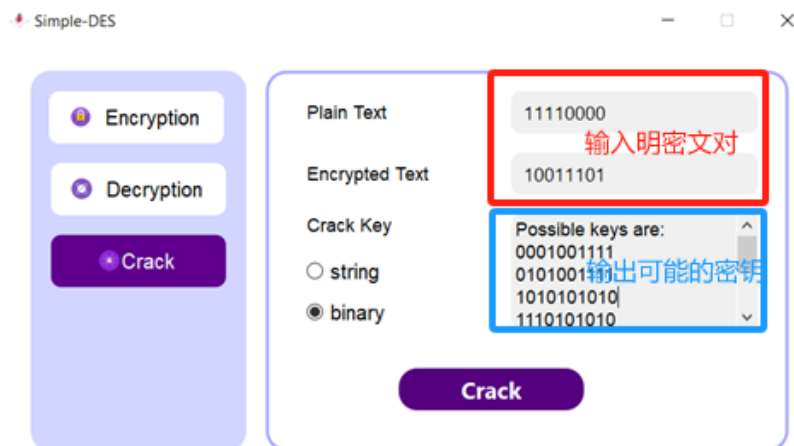 Simple-DES
Encryption
Decryption
Crack
Plain Text
11110000
输入明密文对
Encrypted Text
10011101
Crack Key
string
binary
Possible keys are:
0001001111
0101001111
输出可能的密钥
1010101010
1110101010
Crack